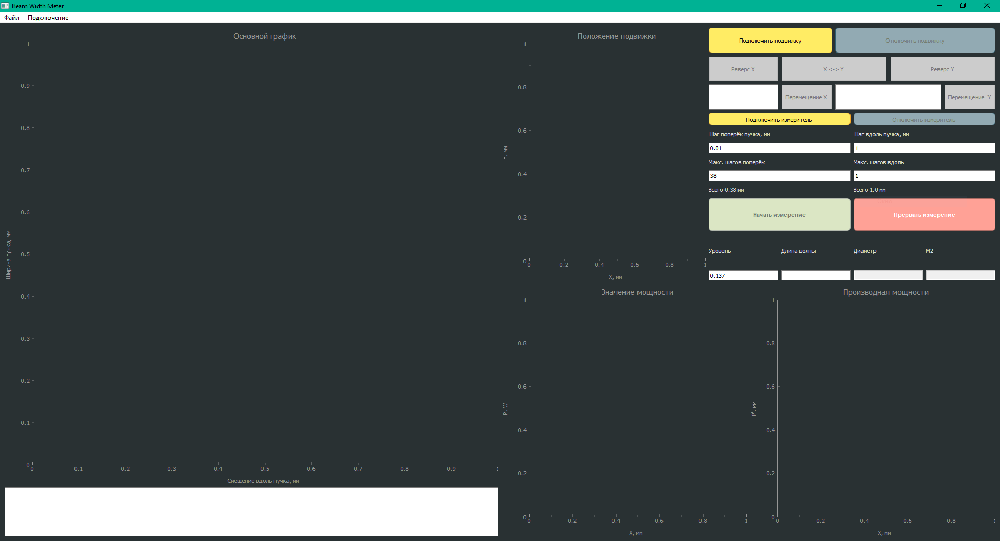 Beam Width Meter
Файл Подключение
Основной график
1
0.9
0.8
0.7
0.6
0.5
0.4
0.3
0.2
0.1
0
Ширина пучка, мм
0 0.1 0.2 0.3 0.4 0.5 0.6 0.7 0.8 0.9 1
Смещение вдоль пучка, мм
Положение подвижки
1
0.8
0.6
0.4
0.2
0
Y, мм
0 0.2 0.4 0.6 0.8 1
X, мм
Подключить подвижку Отключить подвижку
Реверс X X <-> Y Реверс Y
Перемещение X Перемещение Y
Подключить измеритель Отключить измеритель
Шаг поперёк пучка, мм Шаг вдоль пучка, мм
0.01 1
Макс. шагов поперёк Макс. шагов вдоль
38 1
Всего 0.38 мм Всего 1.0 мм
Начать измерение Прервать измерение
Уровень Длина волны Диаметр M2
0.137
Значение мощности
1
0.8
0.6
0.4
0.2
0
P, W
0 0.2 0.4 0.6 0.8 1
X, мм
Производная мощности
1
0.8
0.6
0.4
0.2
0
P', мм
0 0.2 0.4 0.6 0.8 1
X, мм